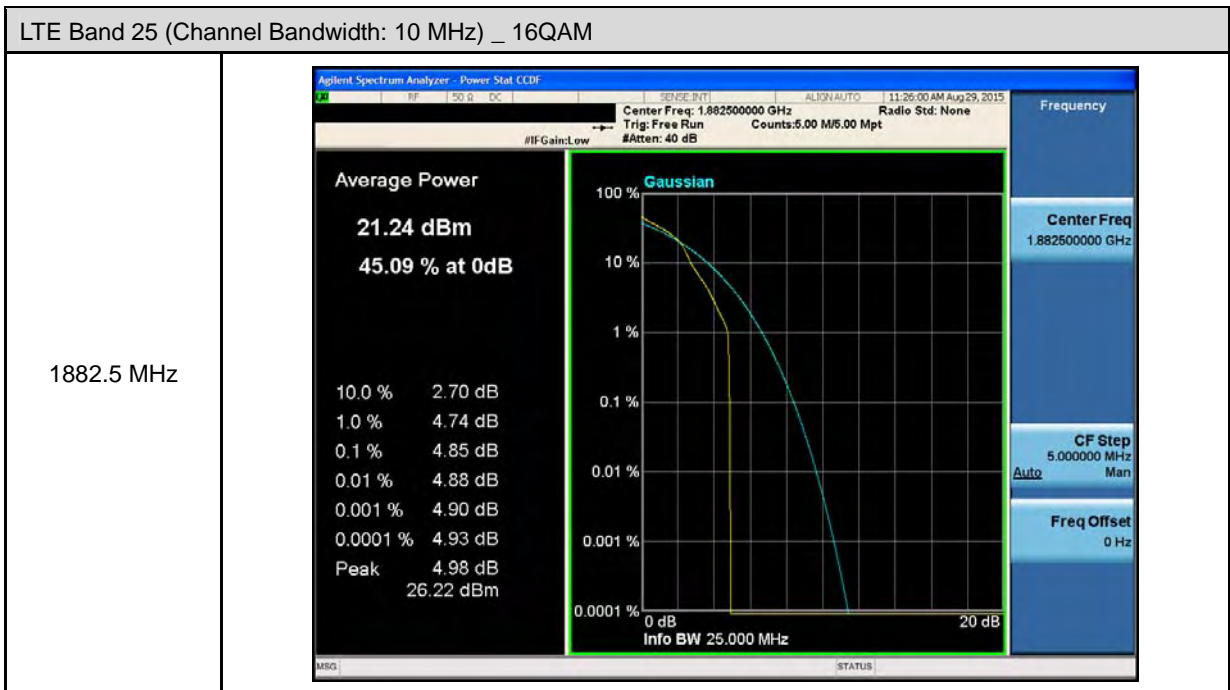 LTE Band 25 (Channel Bandwidth: 10 MHz) _ 16QAM
1882.5 MHz
Agilent Spectrum Analyzer - Power Stat CCDF
RF 50 Ω DC SENSE:INT ALIGN AUTO 11:26:00 AM Aug 29, 2015
Center Freq: 1.882500000 GHz Radio Std: None
Trig: Free Run Counts:5.00 M/5.00 Mpt
#IFGain:Low #Atten: 40 dB
Average Power
21.24 dBm
45.09 % at 0dB
10.0 % 2.70 dB
1.0 % 4.74 dB
0.1 % 4.85 dB
0.01 % 4.88 dB
0.001 % 4.90 dB
0.0001 % 4.93 dB
Peak 4.98 dB
26.22 dBm
Gaussian
100 %
10 %
1 %
0.1 %
0.01 %
0.001 %
0.0001 %
0 dB 20 dB
Info BW 25.000 MHz
Frequency
Center Freq
1.882500000 GHz
CF Step
5.000000 MHz
Auto Man
Freq Offset
0 Hz
MSG STATUS